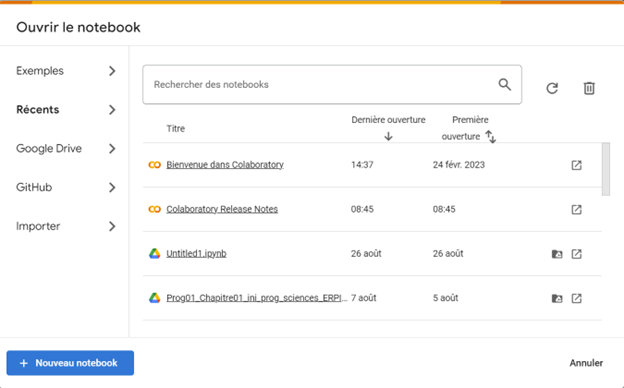 Ouvrir le notebook
Exemples
Récents
Google Drive
GitHub
Importer
Rechercher des notebooks
Titre
Dernière ouverture
Première ouverture
Bienvenue dans Colaboratory 14:37 24 févr. 2023
Colaboratory Release Notes 08:45 08:45
Untitled1.ipynb 26 août 26 août
Prog01_Chapitre01_ini_prog_sciences_ERPI... 7 août 5 août
+ Nouveau notebook
Annuler